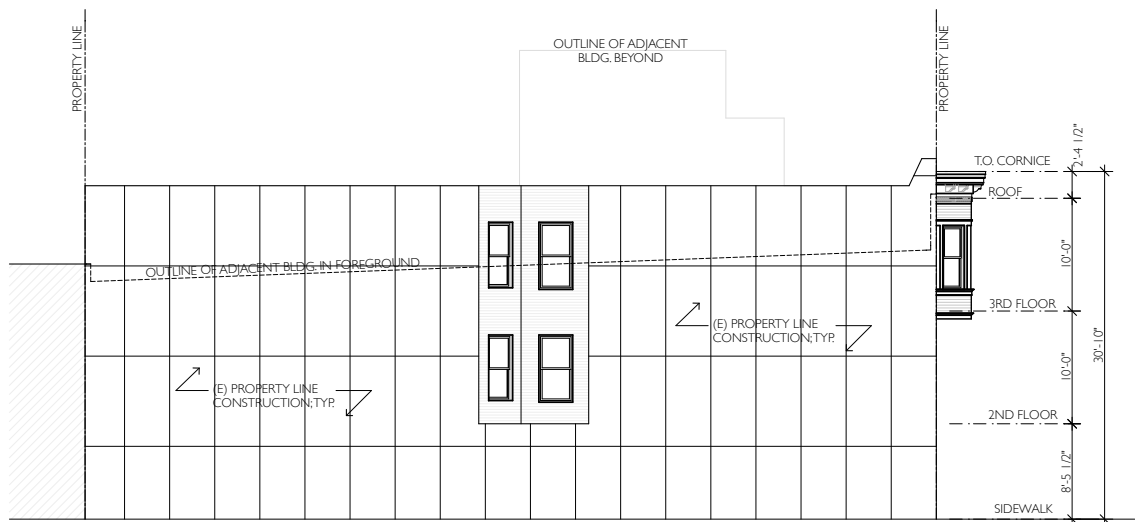 PROPERTY LINE
OUTLINE OF ADJACENT
BLDG. BEYOND
PROPERTY LINE
2'-4 1/2"
T.O. CORNICE
ROOF
10'-0"
OUTLINE OF ADJACENT BLDG. IN FOREGROUND
3RD FLOOR
(E) PROPERTY LINE
CONSTRUCTION; TYP.
30'-10"
10'-0"
(E) PROPERTY LINE
CONSTRUCTION; TYP.
2ND FLOOR
8'-5 1/2"
SIDEWALK